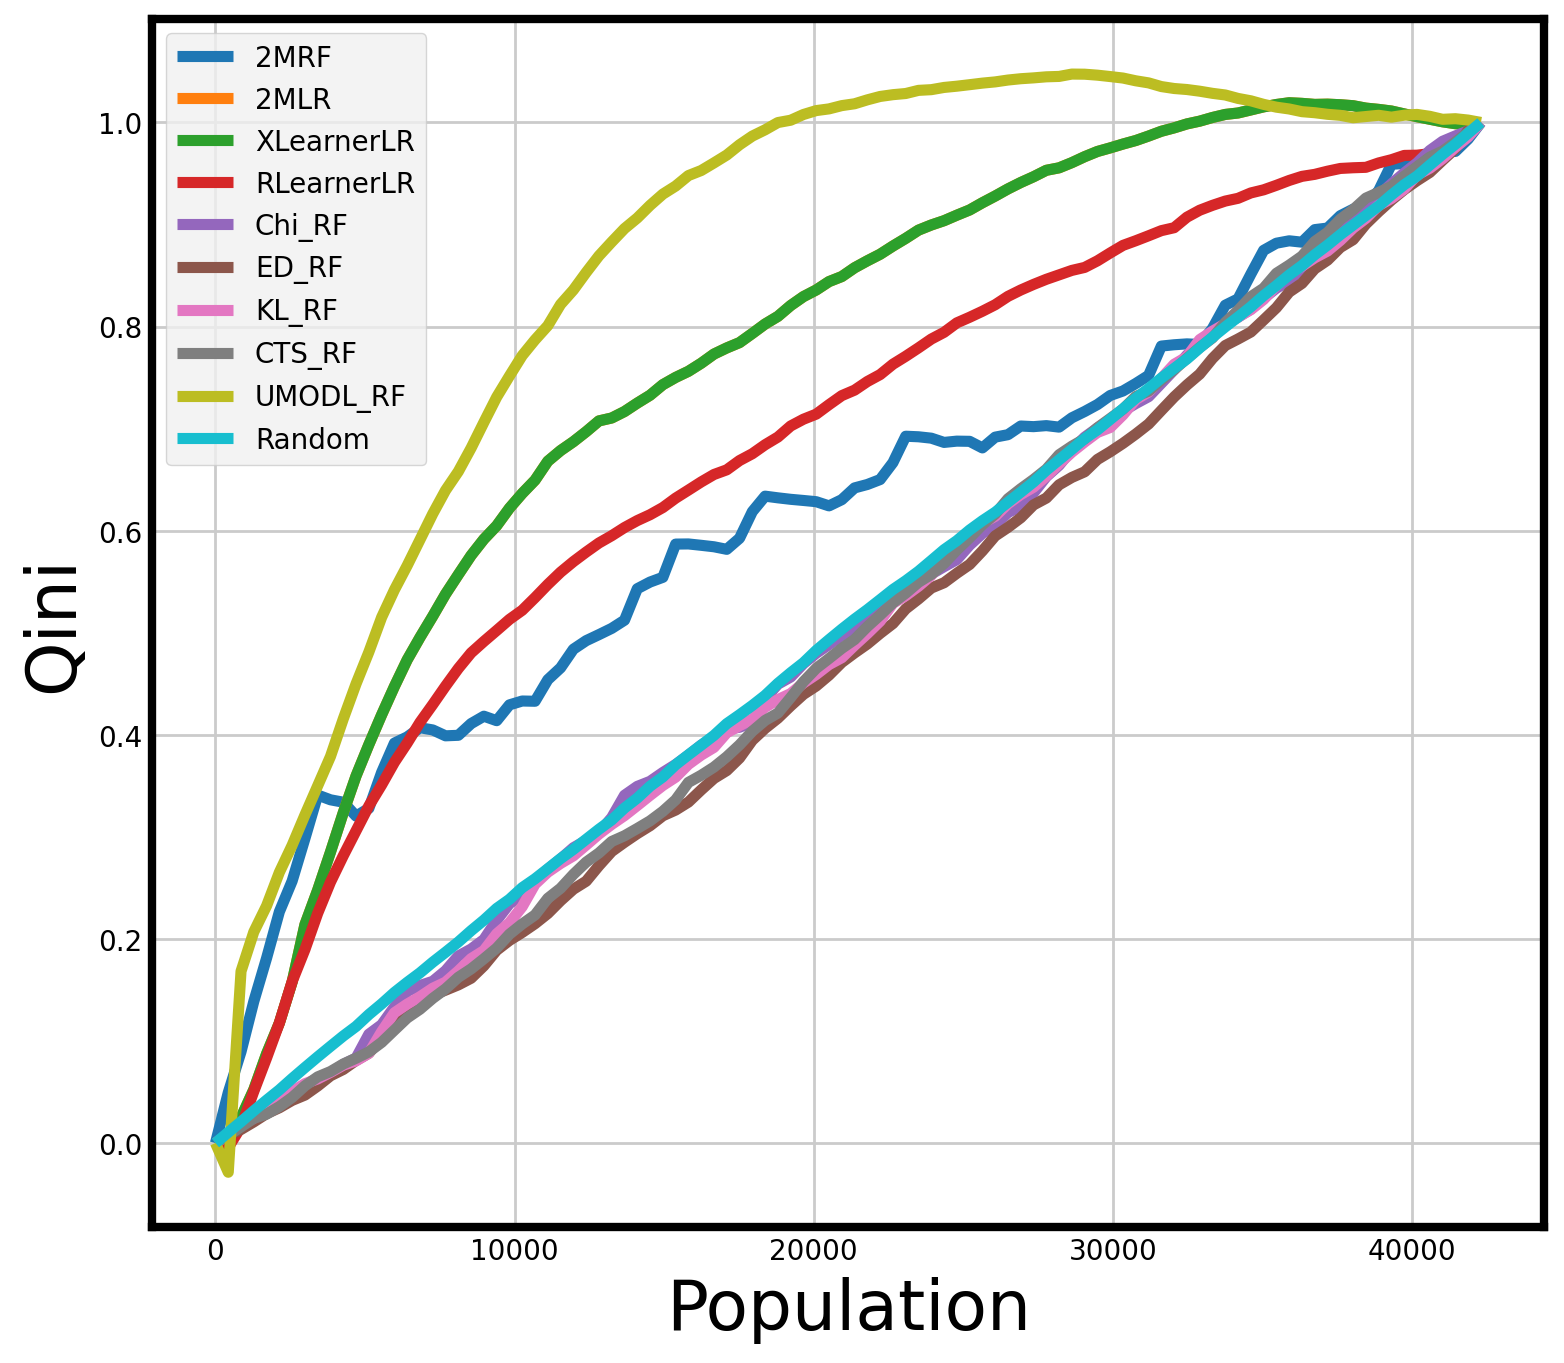 2MRF
2MLR
XLearnerLR
RLearnerLR
Chi_RF
ED_RF
KL_RF
CTS_RF
UMODL_RF
Random
1.0
0.8
0.6
0.4
0.2
0.0
Qini
0 10000 20000 30000 40000
Population